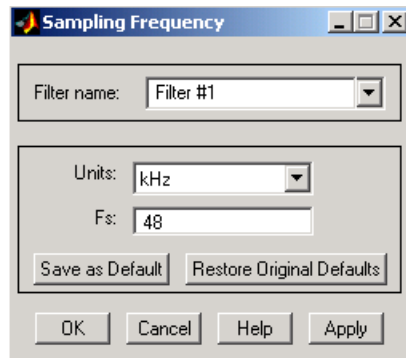 Sampling Frequency
Filter name: Filter #1
Units: kHz
Fs: 48
Save as Default Restore Original Defaults
OK Cancel Help Apply